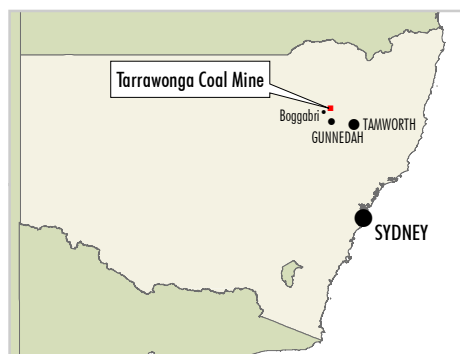 Tarrawonga Coal Mine
Boggabri
TAMWORTH
GUNNEDAH
SYDNEY